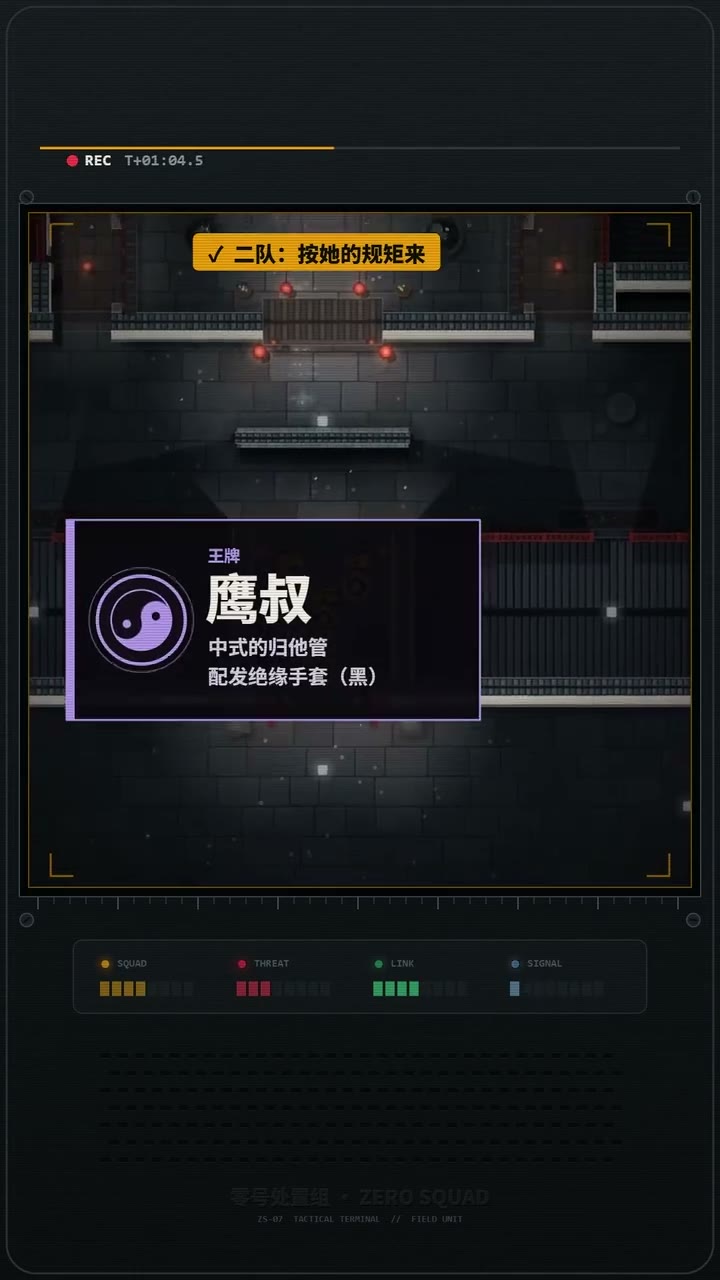 REC T+01:04.5
✓ 二队：按她的规矩来
王牌
鹰叔
中式的归他管
配发绝缘手套（黑）
SQUAD THREAT LINK SIGNAL
零号处置组 · ZERO SQUAD
ZS-07 TACTICAL TERMINAL // FIELD UNIT